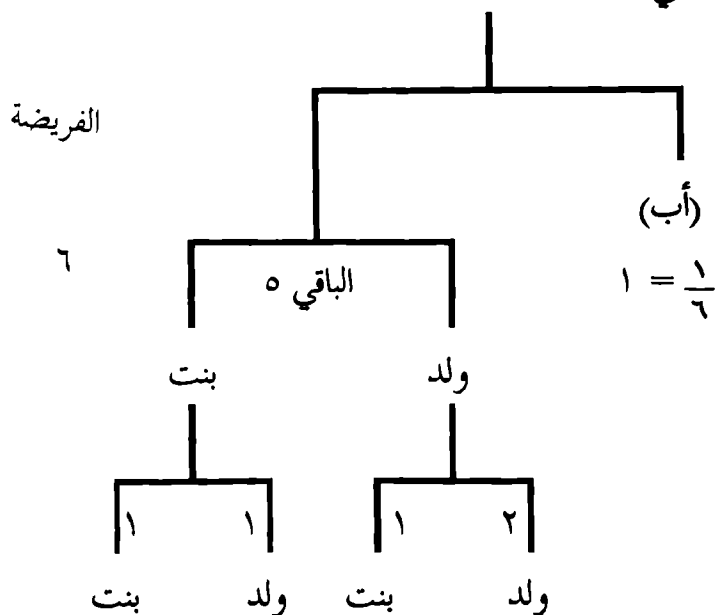 الفريضة
(أب)
٦
الباقي ٥
١/٦ = ١
بنت ولد
١ ١ ١ ٢
بنت ولد بنت ولد